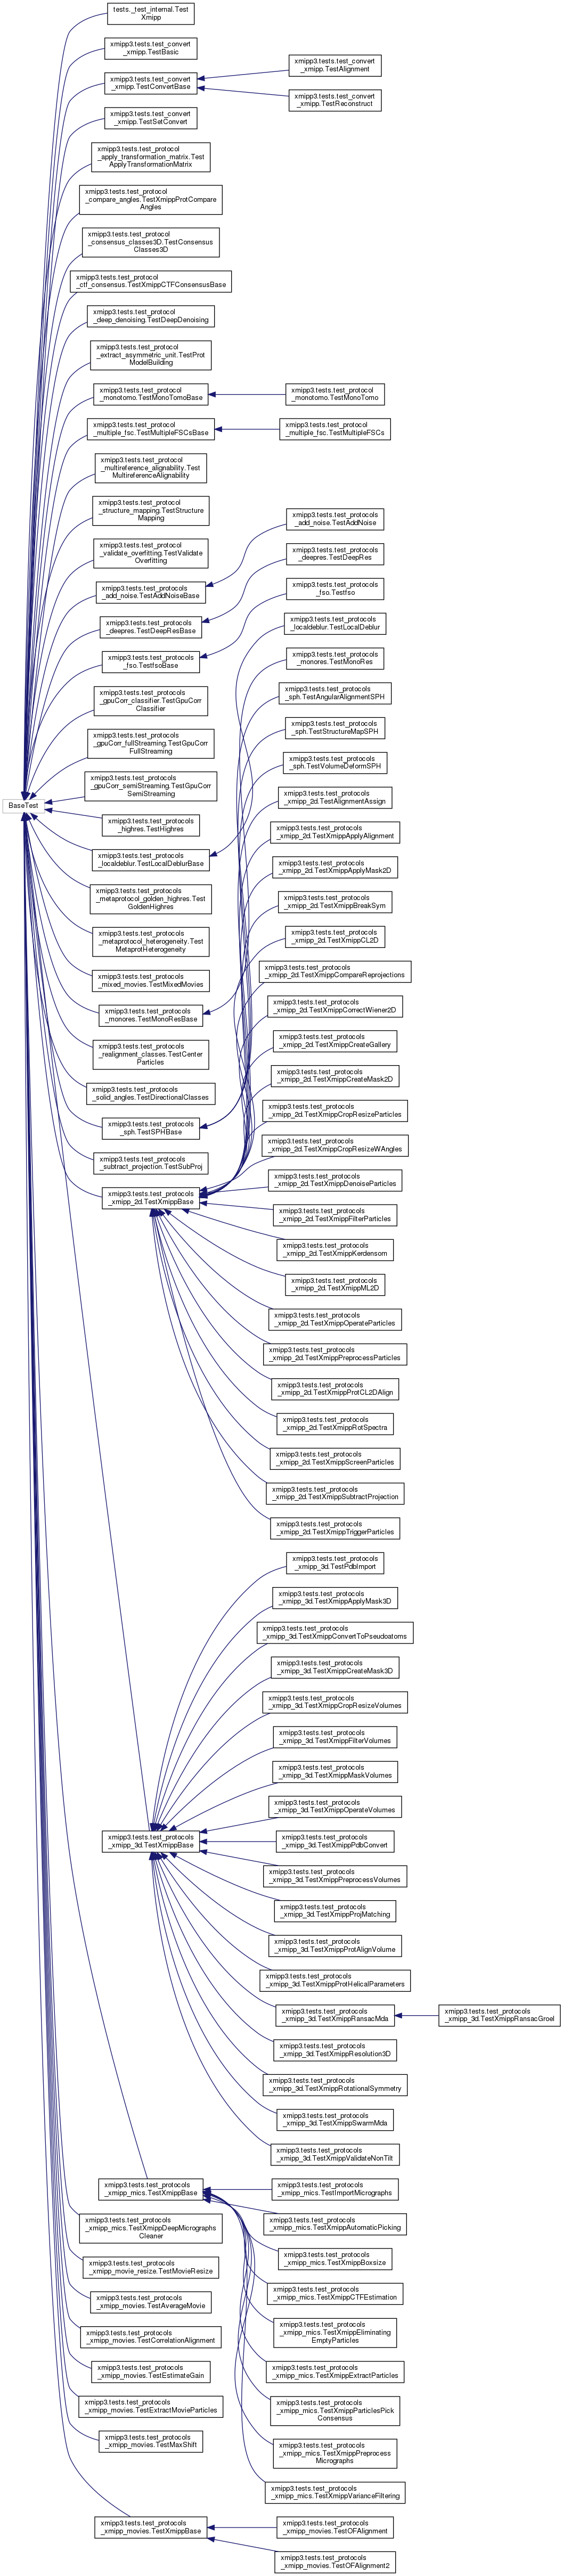 BaseTest
tests._test_internal.Test
Xmipp
xmipp3.tests.test_convert
_xmipp.TestBasic
xmipp3.tests.test_convert
_xmipp.TestConvertBase
xmipp3.tests.test_convert
_xmipp.TestAlignment
xmipp3.tests.test_convert
_xmipp.TestReconstruct
xmipp3.tests.test_convert
_xmipp.TestSetConvert
xmipp3.tests.test_protocol
_apply_transformation_matrix.Test
ApplyTransformationMatrix
xmipp3.tests.test_protocol
_compare_angles.TestXmippProtCompare
Angles
xmipp3.tests.test_protocol
_consensus_classes3D.TestConsensus
Classes3D
xmipp3.tests.test_protocol
_ctf_consensus.TestXmippCTFConsensusBase
xmipp3.tests.test_protocol
_deep_denoising.TestDeepDenoising
xmipp3.tests.test_protocol
_extract_asymmetric_unit.TestProt
ModelBuilding
xmipp3.tests.test_protocol
_monotomo.TestMonoTomoBase
xmipp3.tests.test_protocol
_monotomo.TestMonoTomo
xmipp3.tests.test_protocol
_multiple_fsc.TestMultipleFSCsBase
xmipp3.tests.test_protocol
_multiple_fsc.TestMultipleFSCs
xmipp3.tests.test_protocol
_multireference_alignability.Test
MultireferenceAlignability
xmipp3.tests.test_protocol
_structure_mapping.TestStructure
Mapping
xmipp3.tests.test_protocol
_validate_overfitting.TestValidate
Overfitting
xmipp3.tests.test_protocols
_add_noise.TestAddNoiseBase
xmipp3.tests.test_protocols
_add_noise.TestAddNoise
xmipp3.tests.test_protocols
_deepres.TestDeepResBase
xmipp3.tests.test_protocols
_deepres.TestDeepRes
xmipp3.tests.test_protocols
_fso.TestfsoBase
xmipp3.tests.test_protocols
_fso.Testfso
xmipp3.tests.test_protocols
_gpuCorr_classifier.TestGpuCorr
Classifier
xmipp3.tests.test_protocols
_gpuCorr_fullStreaming.TestGpuCorr
FullStreaming
xmipp3.tests.test_protocols
_gpuCorr_semiStreaming.TestGpuCorr
SemiStreaming
xmipp3.tests.test_protocols
_highres.TestHighres
xmipp3.tests.test_protocols
_localdeblur.TestLocalDeblurBase
xmipp3.tests.test_protocols
_metaprotocol_golden_highres.Test
GoldenHighres
xmipp3.tests.test_protocols
_metaprotocol_heterogeneity.Test
MetaprotHeterogeneity
xmipp3.tests.test_protocols
_mixed_movies.TestMixedMovies
xmipp3.tests.test_protocols
_monores.TestMonoResBase
xmipp3.tests.test_protocols
_realignment_classes.TestCenter
Particles
xmipp3.tests.test_protocols
_solid_angles.TestDirectionalClasses
xmipp3.tests.test_protocols
_sph.TestSPHBase
xmipp3.tests.test_protocols
_subtract_projection.TestSubProj
xmipp3.tests.test_protocols
_xmipp_2d.TestXmippBase
xmipp3.tests.test_protocols
_localdeblur.TestLocalDeblur
xmipp3.tests.test_protocols
_monores.TestMonoRes
xmipp3.tests.test_protocols
_sph.TestAngularAlignmentSPH
xmipp3.tests.test_protocols
_sph.TestStructureMapSPH
xmipp3.tests.test_protocols
_sph.TestVolumeDeformSPH
xmipp3.tests.test_protocols
_xmipp_2d.TestAlignmentAssign
xmipp3.tests.test_protocols
_xmipp_2d.TestXmippApplyAlignment
xmipp3.tests.test_protocols
_xmipp_2d.TestXmippApplyMask2D
xmipp3.tests.test_protocols
_xmipp_2d.TestXmippBreakSym
xmipp3.tests.test_protocols
_xmipp_2d.TestXmippCL2D
xmipp3.tests.test_protocols
_xmipp_2d.TestXmippCompareReprojections
xmipp3.tests.test_protocols
_xmipp_2d.TestXmippCorrectWiener2D
xmipp3.tests.test_protocols
_xmipp_2d.TestXmippCreateGallery
xmipp3.tests.test_protocols
_xmipp_2d.TestXmippCreateMask2D
xmipp3.tests.test_protocols
_xmipp_2d.TestXmippCropResizeParticles
xmipp3.tests.test_protocols
_xmipp_2d.TestXmippCropResizeWAngles
xmipp3.tests.test_protocols
_xmipp_2d.TestXmippDenoiseParticles
xmipp3.tests.test_protocols
_xmipp_2d.TestXmippFilterParticles
xmipp3.tests.test_protocols
_xmipp_2d.TestXmippKerdensom
xmipp3.tests.test_protocols
_xmipp_2d.TestXmippML2D
xmipp3.tests.test_protocols
_xmipp_2d.TestXmippOperateParticles
xmipp3.tests.test_protocols
_xmipp_2d.TestXmippPreprocessParticles
xmipp3.tests.test_protocols
_xmipp_2d.TestXmippProtCL2DAlign
xmipp3.tests.test_protocols
_xmipp_2d.TestXmippRotSpectra
xmipp3.tests.test_protocols
_xmipp_2d.TestXmippScreenParticles
xmipp3.tests.test_protocols
_xmipp_2d.TestXmippSubtractProjection
xmipp3.tests.test_protocols
_xmipp_2d.TestXmippTriggerParticles
xmipp3.tests.test_protocols
_xmipp_3d.TestXmippBase
xmipp3.tests.test_protocols
_xmipp_3d.TestPdbImport
xmipp3.tests.test_protocols
_xmipp_3d.TestXmippApplyMask3D
xmipp3.tests.test_protocols
_xmipp_3d.TestXmippConvertToPseudoatoms
xmipp3.tests.test_protocols
_xmipp_3d.TestXmippCreateMask3D
xmipp3.tests.test_protocols
_xmipp_3d.TestXmippCropResizeVolumes
xmipp3.tests.test_protocols
_xmipp_3d.TestXmippFilterVolumes
xmipp3.tests.test_protocols
_xmipp_3d.TestXmippMaskVolumes
xmipp3.tests.test_protocols
_xmipp_3d.TestXmippOperateVolumes
xmipp3.tests.test_protocols
_xmipp_3d.TestXmippPdbConvert
xmipp3.tests.test_protocols
_xmipp_3d.TestXmippPreprocessVolumes
xmipp3.tests.test_protocols
_xmipp_3d.TestXmippProjMatching
xmipp3.tests.test_protocols
_xmipp_3d.TestXmippProtAlignVolume
xmipp3.tests.test_protocols
_xmipp_3d.TestXmippProtHelicalParameters
xmipp3.tests.test_protocols
_xmipp_3d.TestXmippRansacMda
xmipp3.tests.test_protocols
_xmipp_3d.TestXmippRansacGroel
xmipp3.tests.test_protocols
_xmipp_3d.TestXmippResolution3D
xmipp3.tests.test_protocols
_xmipp_3d.TestXmippRotationalSymmetry
xmipp3.tests.test_protocols
_xmipp_3d.TestXmippSwarmMda
xmipp3.tests.test_protocols
_xmipp_3d.TestXmippValidateNonTilt
xmipp3.tests.test_protocols
_xmipp_mics.TestXmippBase
xmipp3.tests.test_protocols
_xmipp_mics.TestImportMicrographs
xmipp3.tests.test_protocols
_xmipp_mics.TestXmippAutomaticPicking
xmipp3.tests.test_protocols
_xmipp_mics.TestXmippBoxsize
xmipp3.tests.test_protocols
_xmipp_mics.TestXmippCTFEstimation
xmipp3.tests.test_protocols
_xmipp_mics.TestXmippEliminating
EmptyParticles
xmipp3.tests.test_protocols
_xmipp_mics.TestXmippExtractParticles
xmipp3.tests.test_protocols
_xmipp_mics.TestXmippParticlesPick
Consensus
xmipp3.tests.test_protocols
_xmipp_mics.TestXmippPreprocess
Micrographs
xmipp3.tests.test_protocols
_xmipp_mics.TestXmippVarianceFiltering
xmipp3.tests.test_protocols
_xmipp_mics.TestXmippDeepMicrographs
Cleaner
xmipp3.tests.test_protocols
_xmipp_movie_resize.TestMovieResize
xmipp3.tests.test_protocols
_xmipp_movies.TestAverageMovie
xmipp3.tests.test_protocols
_xmipp_movies.TestCorrelationAlignment
xmipp3.tests.test_protocols
_xmipp_movies.TestEstimateGain
xmipp3.tests.test_protocols
_xmipp_movies.TestExtractMovieParticles
xmipp3.tests.test_protocols
_xmipp_movies.TestMaxShift
xmipp3.tests.test_protocols
_xmipp_movies.TestXmippBase
xmipp3.tests.test_protocols
_xmipp_movies.TestOFAlignment
xmipp3.tests.test_protocols
_xmipp_movies.TestOFAlignment2